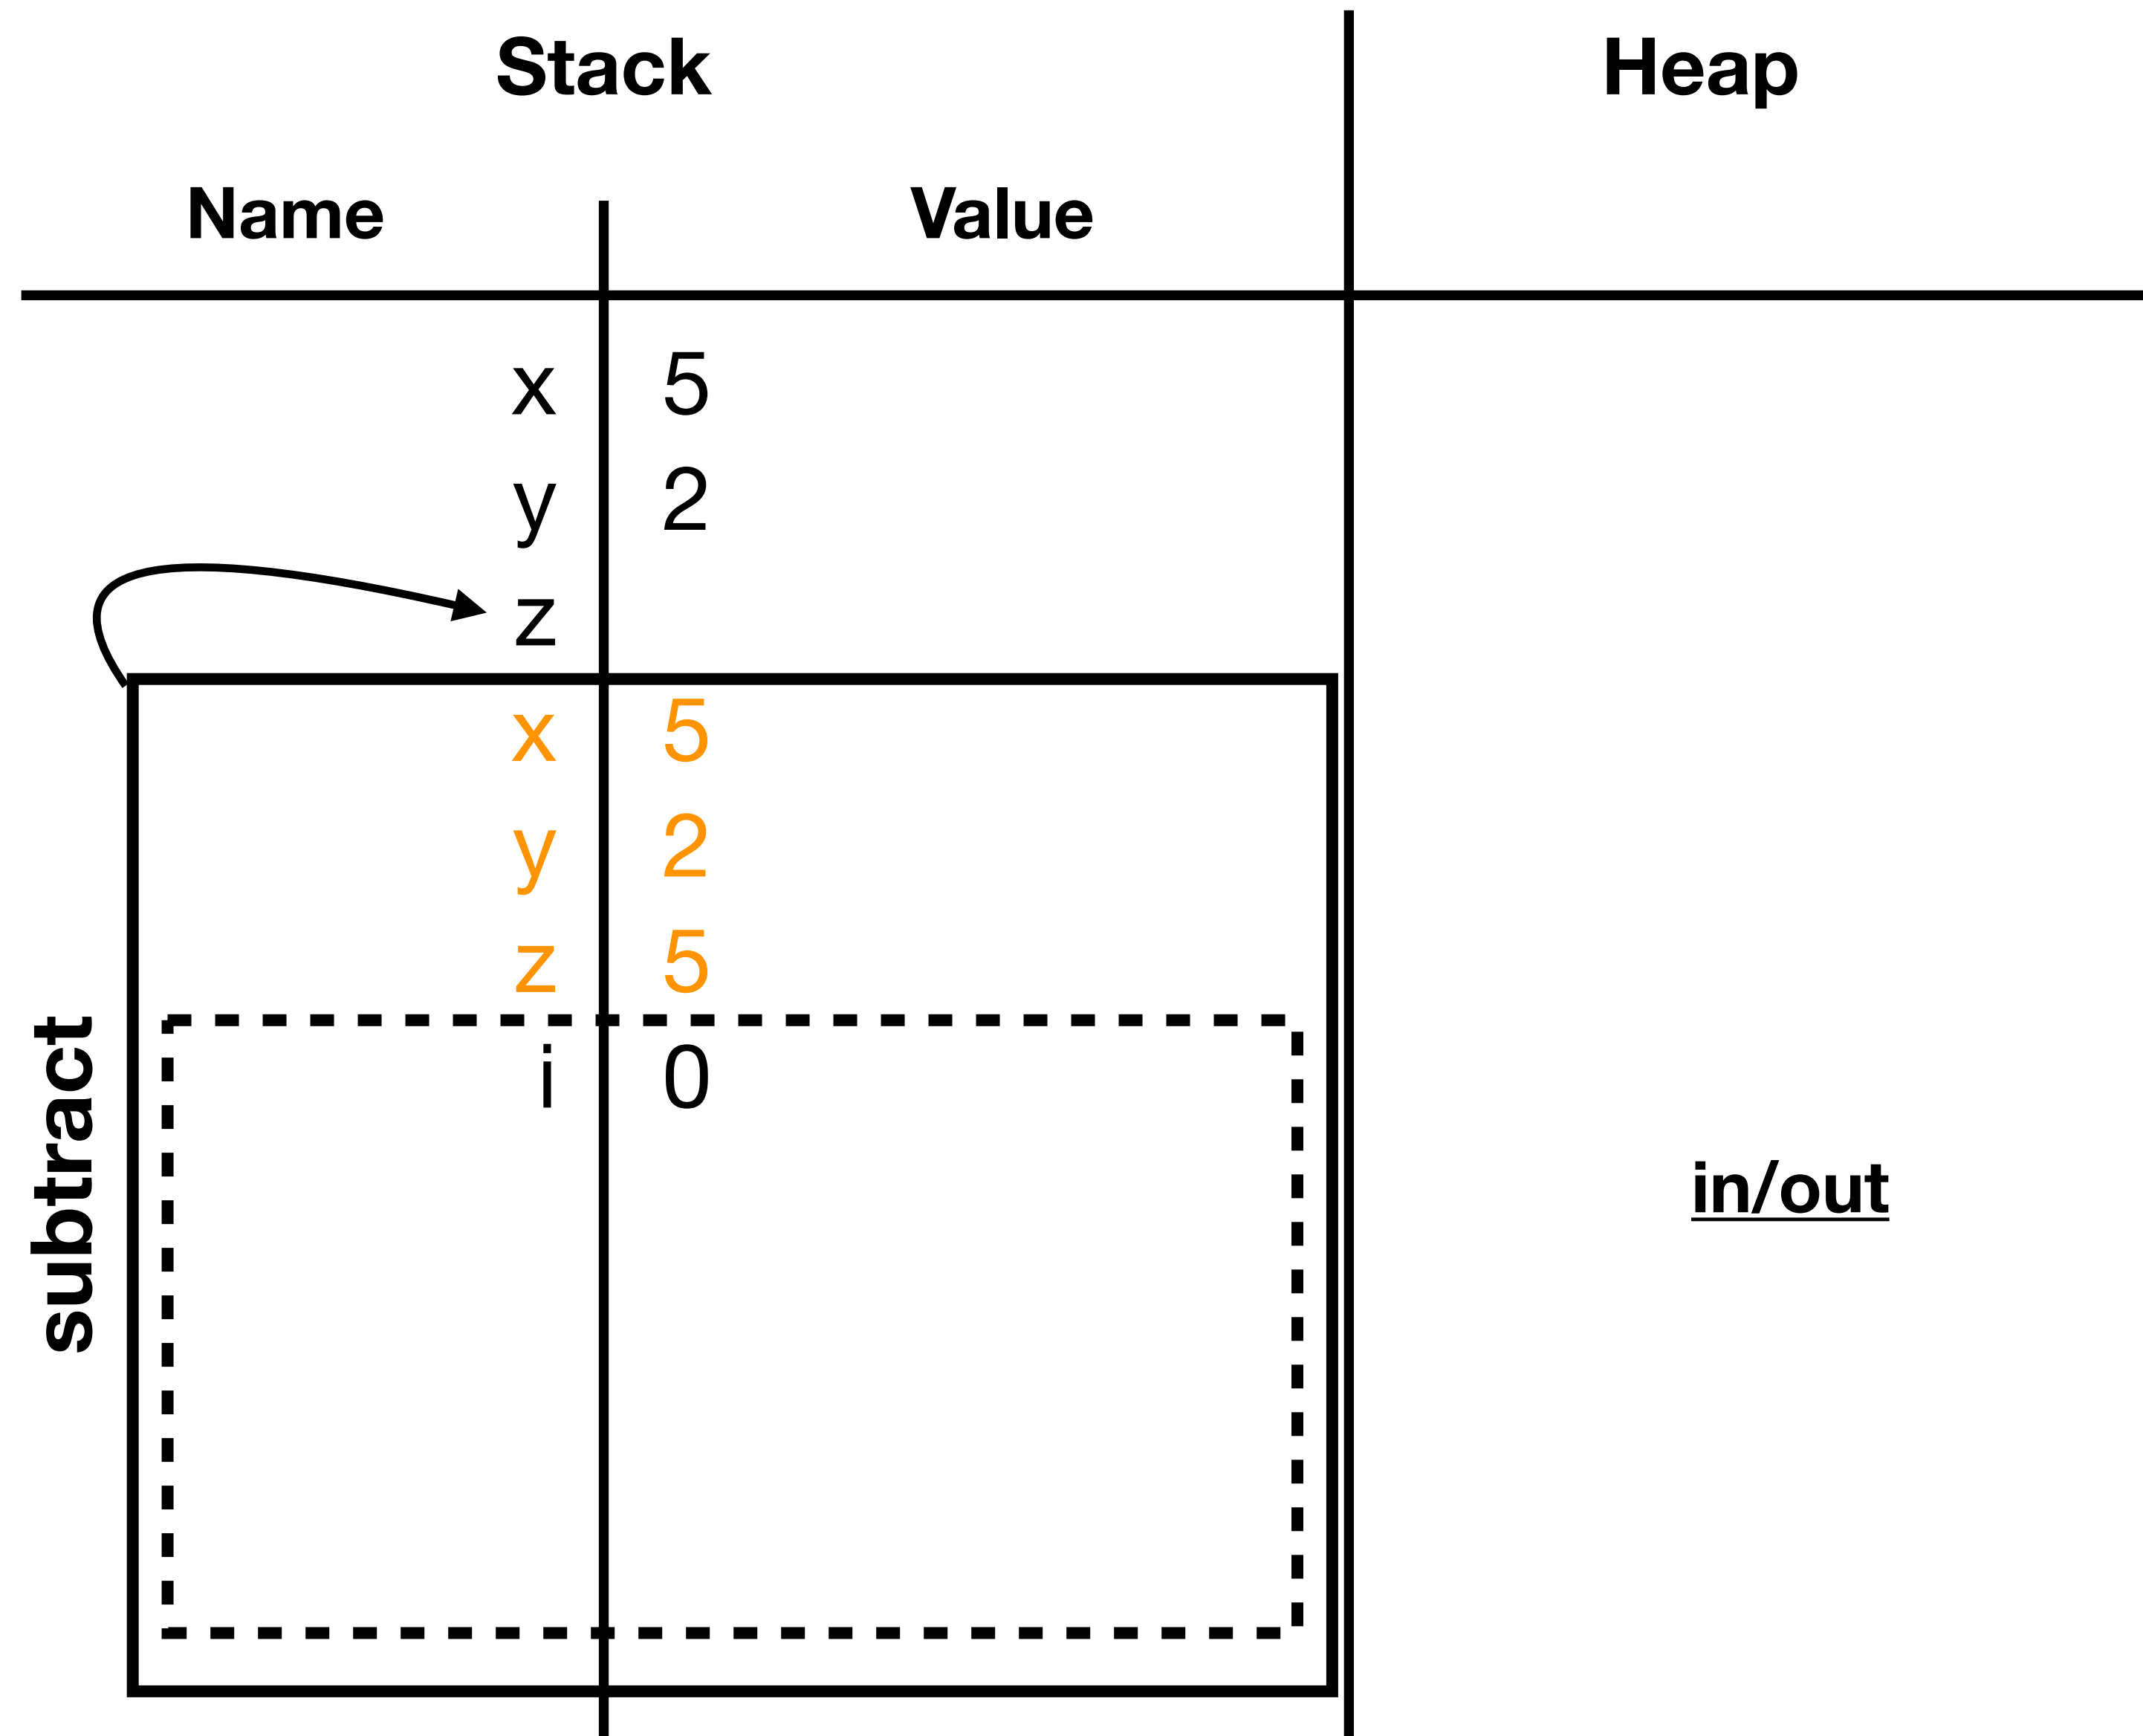 Stack Heap
Name Value
x 5
y 2
z
x 5
y 2
z 5
i 0
subtract
in/out